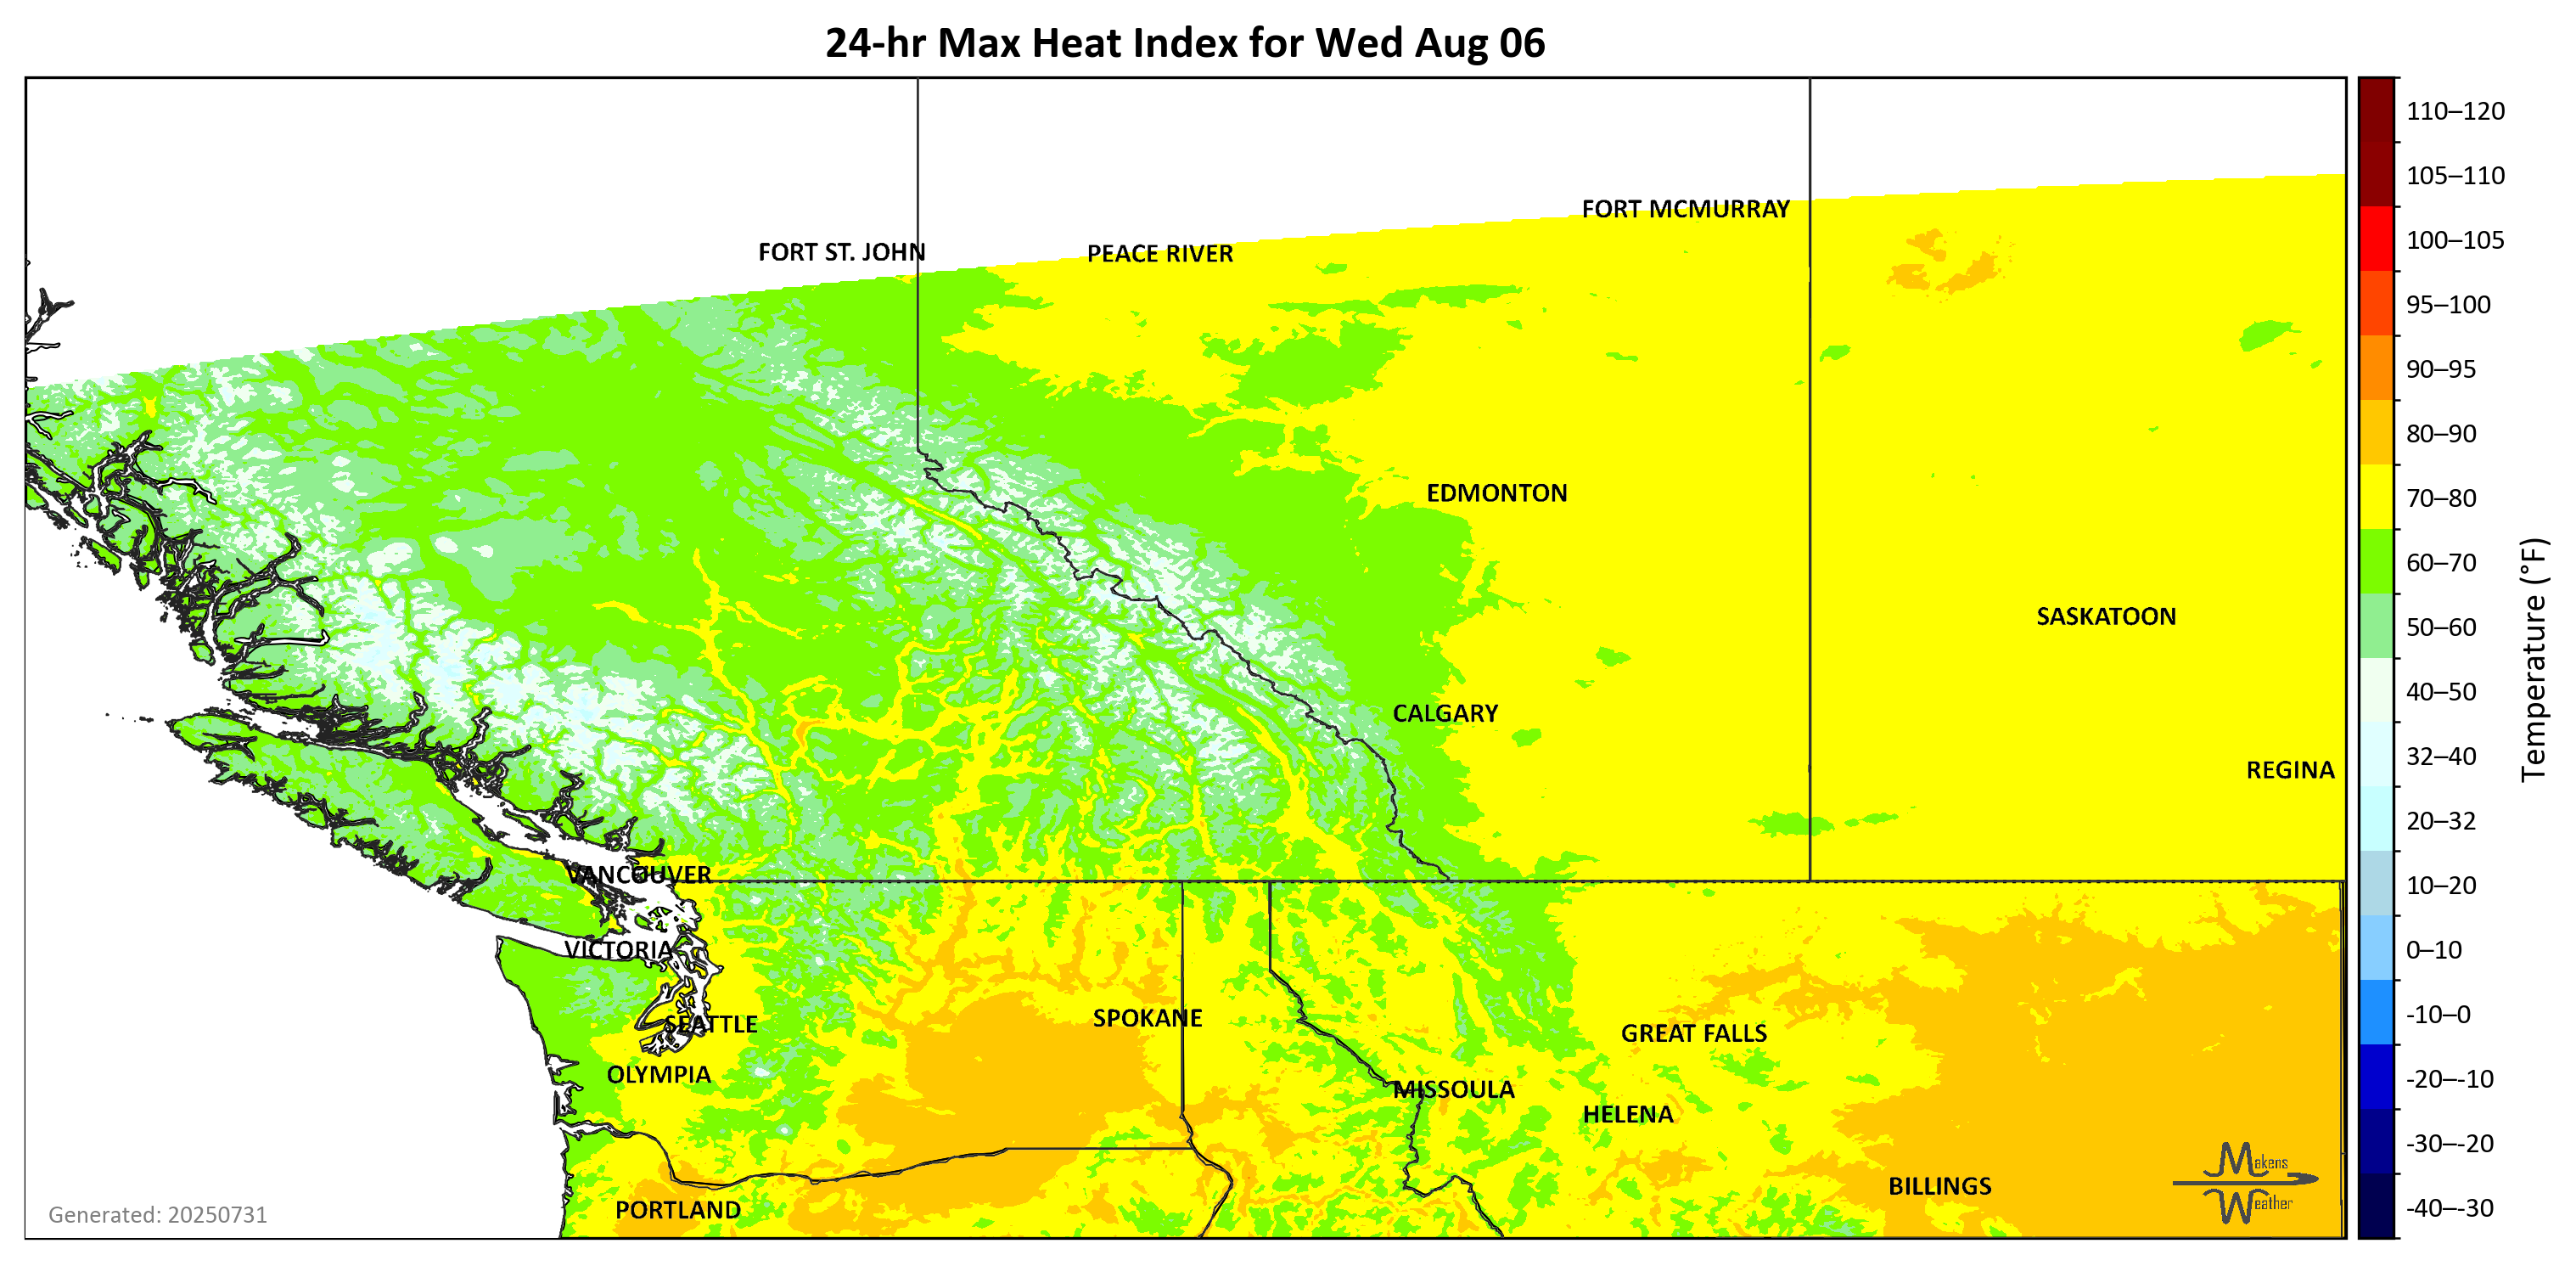 24-hr Max Heat Index for Wed Aug 06
FORT MCMURRAY
FORT ST. JOHN
PEACE RIVER
EDMONTON
SASKATOON
CALGARY
REGINA
VANCOUVER
VICTORIA
SEATTLE
SPOKANE
GREAT FALLS
OLYMPIA
MISSOULA
HELENA
BILLINGS
PORTLAND
Makens
Weather
Generated: 20250731
110–120
105–110
100–105
95–100
90–95
80–90
70–80
60–70
50–60
40–50
32–40
20–32
10–20
0–10
-10–0
-20–-10
-30–-20
-40–-30
Temperature (°F)